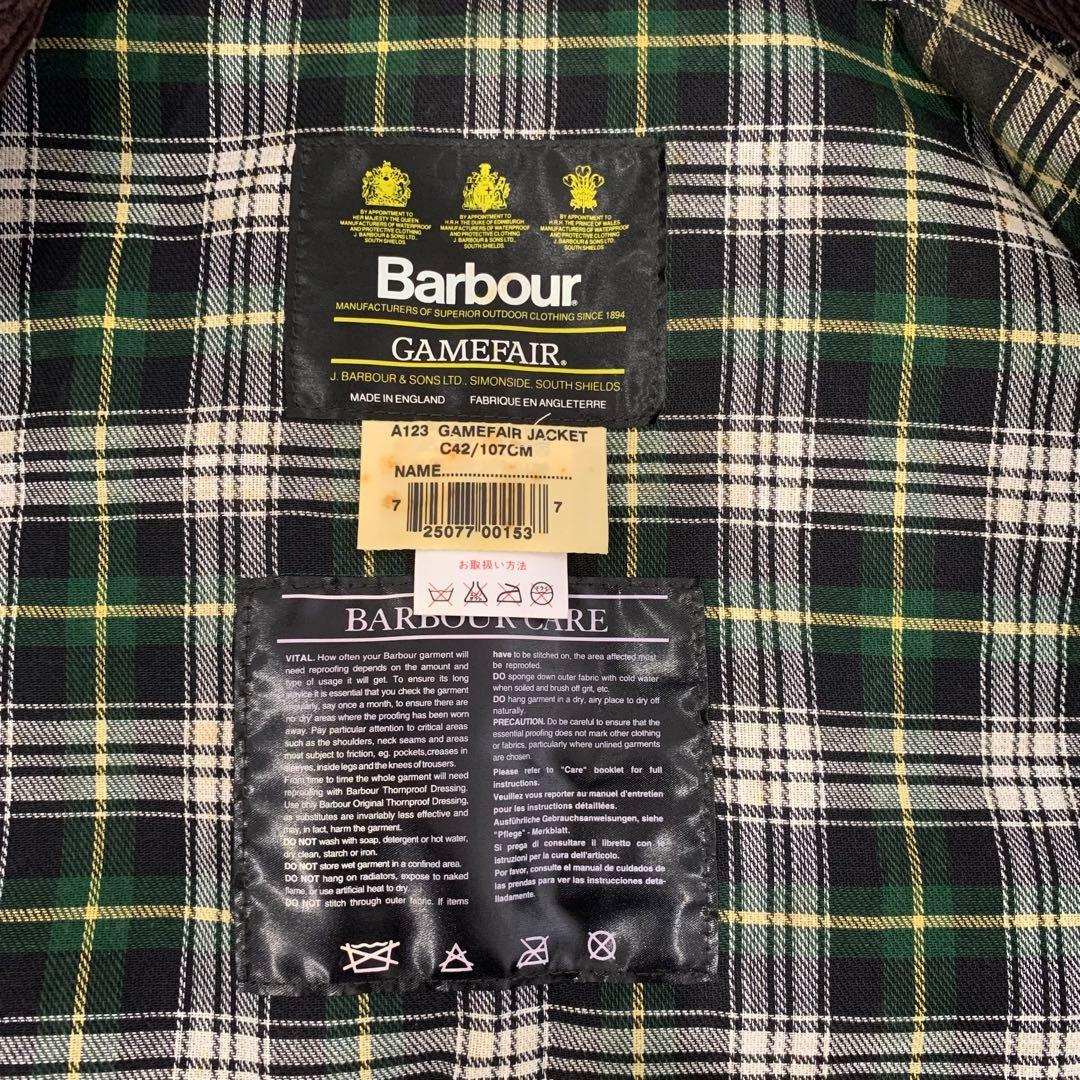 BY APPOINTMENT TO
HER MAJESTY THE QUEEN
MANUFACTURERS OF WATERPROOF
AND PROTECTIVE CLOTHING
J. BARBOUR & SONS LTD.,
SOUTH SHIELDS.
BY APPOINTMENT TO
H.R.H. THE DUKE OF EDINBURGH
MANUFACTURERS OF WATERPROOF
AND PROTECTIVE CLOTHING
J. BARBOUR & SONS LTD.,
SOUTH SHIELDS
BY APPOINTMENT TO
H.R.H. THE PRINCE OF WALES
MANUFACTURERS OF WATERPROOF
AND PROTECTIVE CLOTHING
J. BARBOUR & SONS LTD.,
SOUTH SHIELDS.
Barbour®
MANUFACTURERS OF SUPERIOR OUTDOOR CLOTHING SINCE 1894
GAMEFAIR®
J. BARBOUR & SONS LTD., SIMONSIDE, SOUTH SHIELDS.
MADE IN ENGLAND FABRIQUE EN ANGLETERRE
A123 GAMEFAIR JACKET
C42/107CM
NAME................................
7 25077 00153 7
お取扱い方法
BARBOUR CARE
VITAL. How often your Barbour garment will
need reproofing depends on the amount and
type of usage it will get. To ensure its long
service it is essential that you check the garment
regularly, say once a month, to ensure there are
no dry areas where the proofing has been worn
away. Pay particular attention to critical areas
such as the shoulders, neck seams and areas
most subject to friction, eg. pockets,creases in
sleeves, inside legs and the knees of trousers.
From time to time the whole garment will need
reproofing with Barbour Thornproof Dressing.
Use only Barbour Original Thornproof Dressing,
as substitutes are invariably less effective and
may, in fact, harm the garment.
DO NOT wash with soap, detergent or hot water,
dry clean, starch or iron.
DO NOT store wet garment in a confined area.
DO NOT hang on radiators, expose to naked
flame, or use artificial heat to dry.
DO NOT stitch through outer fabric. If items
have to be stitched on, the area affected must
be reproofed.
DO sponge down outer fabric with cold water
when soiled and brush off grit, etc.
DO hang garment in a dry, airy place to dry off
naturally.
PRECAUTION. Do be careful to ensure that the
essential proofing does not mark other clothing
or fabrics, particularly where unlined garments
are chosen.
Please refer to "Care" booklet for full
instructions.
Veuillez vous reporter au manuel d'entretien
pour les instructions détaillées.
Ausführliche Gebrauchsanweisungen, siehe
"Pflege" - Merkblatt.
Si prega di consultare il libretto con le
istruzioni per la cura dell'articolo.
Por favor, consulte el manual de cuidados de
las prendas para ver las instrucciones deta-
lladamente.